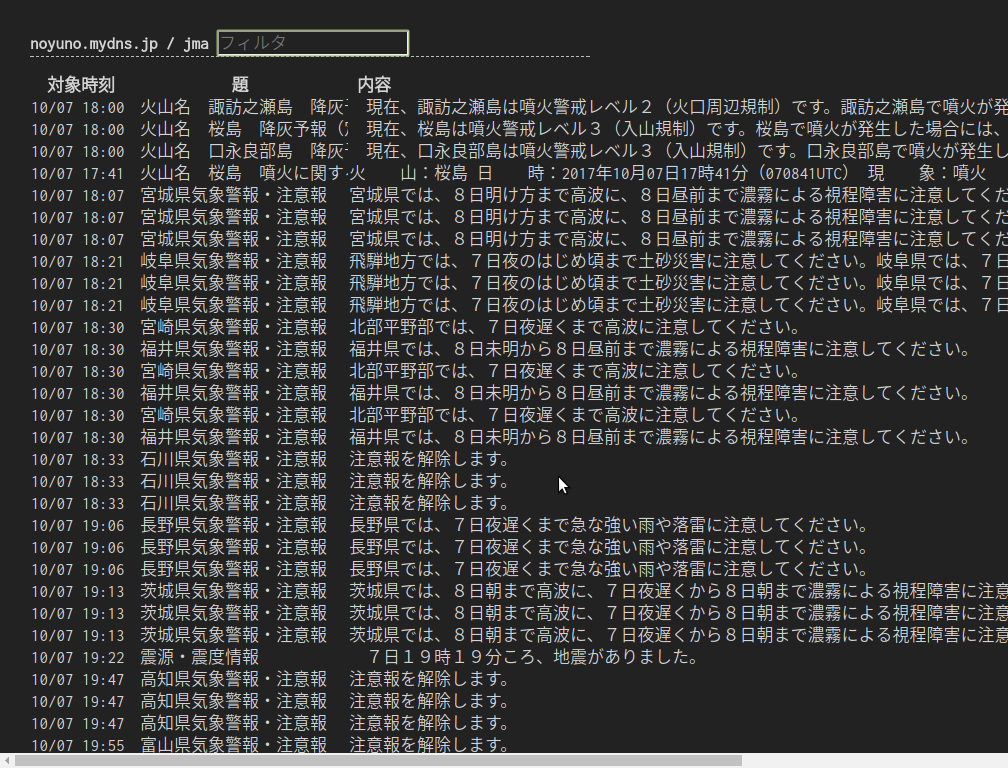 noyuno.mydns.jp / jma フィルタ
対象時刻 題 内容
10/07 18:00 火山名　諏訪之瀬島　降灰予 現在、諏訪之瀬島は噴火警戒レベル２（火口周辺規制）です。諏訪之瀬島で噴火が発
10/07 18:00 火山名　桜島　降灰予報（定 現在、桜島は噴火警戒レベル３（入山規制）です。桜島で噴火が発生した場合には、
10/07 18:00 火山名　口永良部島　降灰予 現在、口永良部島は噴火警戒レベル３（入山規制）です。口永良部島で噴火が発生し
10/07 17:41 火山名　桜島　噴火に関す 火　　山：桜島 日　　時：2017年10月07日17時41分（070841UTC） 現　　象：噴火
10/07 18:07 宮城県気象警報・注意報 宮城県では、８日明け方まで高波に、８日昼前まで濃霧による視程障害に注意してくだ
10/07 18:07 宮城県気象警報・注意報 宮城県では、８日明け方まで高波に、８日昼前まで濃霧による視程障害に注意してくだ
10/07 18:07 宮城県気象警報・注意報 宮城県では、８日明け方まで高波に、８日昼前まで濃霧による視程障害に注意してくだ
10/07 18:21 岐阜県気象警報・注意報 飛騨地方では、７日夜のはじめ頃まで土砂災害に注意してください。岐阜県では、７日
10/07 18:21 岐阜県気象警報・注意報 飛騨地方では、７日夜のはじめ頃まで土砂災害に注意してください。岐阜県では、７日
10/07 18:21 岐阜県気象警報・注意報 飛騨地方では、７日夜のはじめ頃まで土砂災害に注意してください。岐阜県では、７日
10/07 18:30 宮崎県気象警報・注意報 北部平野部では、７日夜遅くまで高波に注意してください。
10/07 18:30 福井県気象警報・注意報 福井県では、８日未明から８日昼前まで濃霧による視程障害に注意してください。
10/07 18:30 宮崎県気象警報・注意報 北部平野部では、７日夜遅くまで高波に注意してください。
10/07 18:30 福井県気象警報・注意報 福井県では、８日未明から８日昼前まで濃霧による視程障害に注意してください。
10/07 18:30 宮崎県気象警報・注意報 北部平野部では、７日夜遅くまで高波に注意してください。
10/07 18:30 福井県気象警報・注意報 福井県では、８日未明から８日昼前まで濃霧による視程障害に注意してください。
10/07 18:33 石川県気象警報・注意報 注意報を解除します。
10/07 18:33 石川県気象警報・注意報 注意報を解除します。
10/07 18:33 石川県気象警報・注意報 注意報を解除します。
10/07 19:06 長野県気象警報・注意報 長野県では、７日夜遅くまで急な強い雨や落雷に注意してください。
10/07 19:06 長野県気象警報・注意報 長野県では、７日夜遅くまで急な強い雨や落雷に注意してください。
10/07 19:06 長野県気象警報・注意報 長野県では、７日夜遅くまで急な強い雨や落雷に注意してください。
10/07 19:13 茨城県気象警報・注意報 茨城県では、８日朝まで高波に、７日夜遅くから８日朝まで濃霧による視程障害に注意
10/07 19:13 茨城県気象警報・注意報 茨城県では、８日朝まで高波に、７日夜遅くから８日朝まで濃霧による視程障害に注意
10/07 19:13 茨城県気象警報・注意報 茨城県では、８日朝まで高波に、７日夜遅くから８日朝まで濃霧による視程障害に注意
10/07 19:22 震源・震度情報 ７日１９時１９分ころ、地震がありました。
10/07 19:47 高知県気象警報・注意報 注意報を解除します。
10/07 19:47 高知県気象警報・注意報 注意報を解除します。
10/07 19:47 高知県気象警報・注意報 注意報を解除します。
10/07 19:55 富山県気象警報・注意報 注意報を解除します。